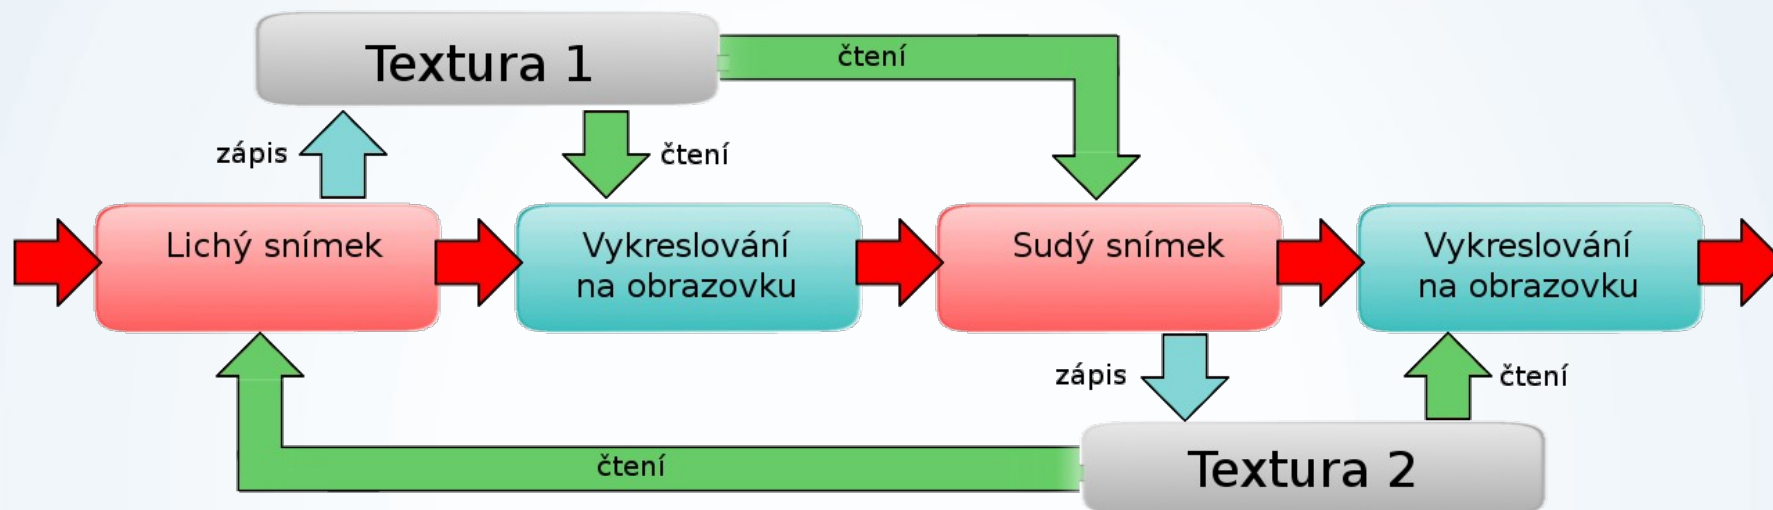 Textura 1
čtení
zápis
čtení
Lichý snímek
Vykreslování
na obrazovku
Sudý snímek
Vykreslování
na obrazovku
zápis
čtení
čtení
Textura 2